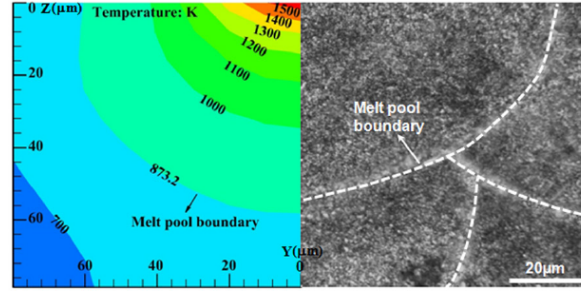 0 Z(μm) Temperature: K
1500
1400
1300
1200
1100
1000
20
40
873.2
Melt pool boundary
700
60
Y(μm)
60 40 20 0
Melt pool
boundary
20μm